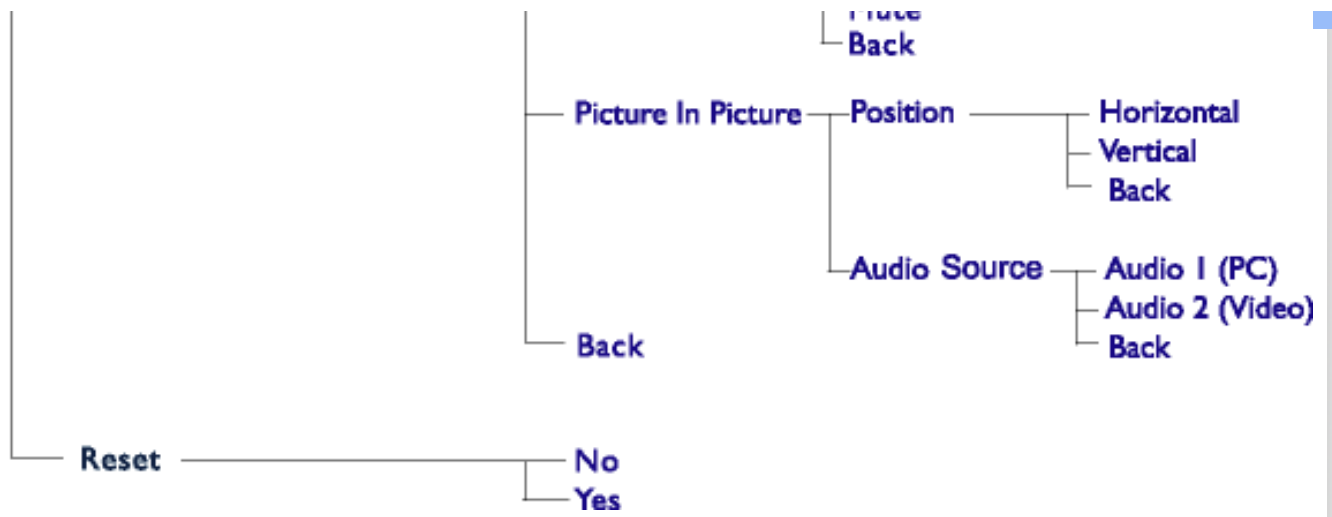 Mute
Back
Picture In Picture Position Horizontal
Vertical
Back
Audio Source Audio 1 (PC)
Audio 2 (Video)
Back Back
Reset No
Yes